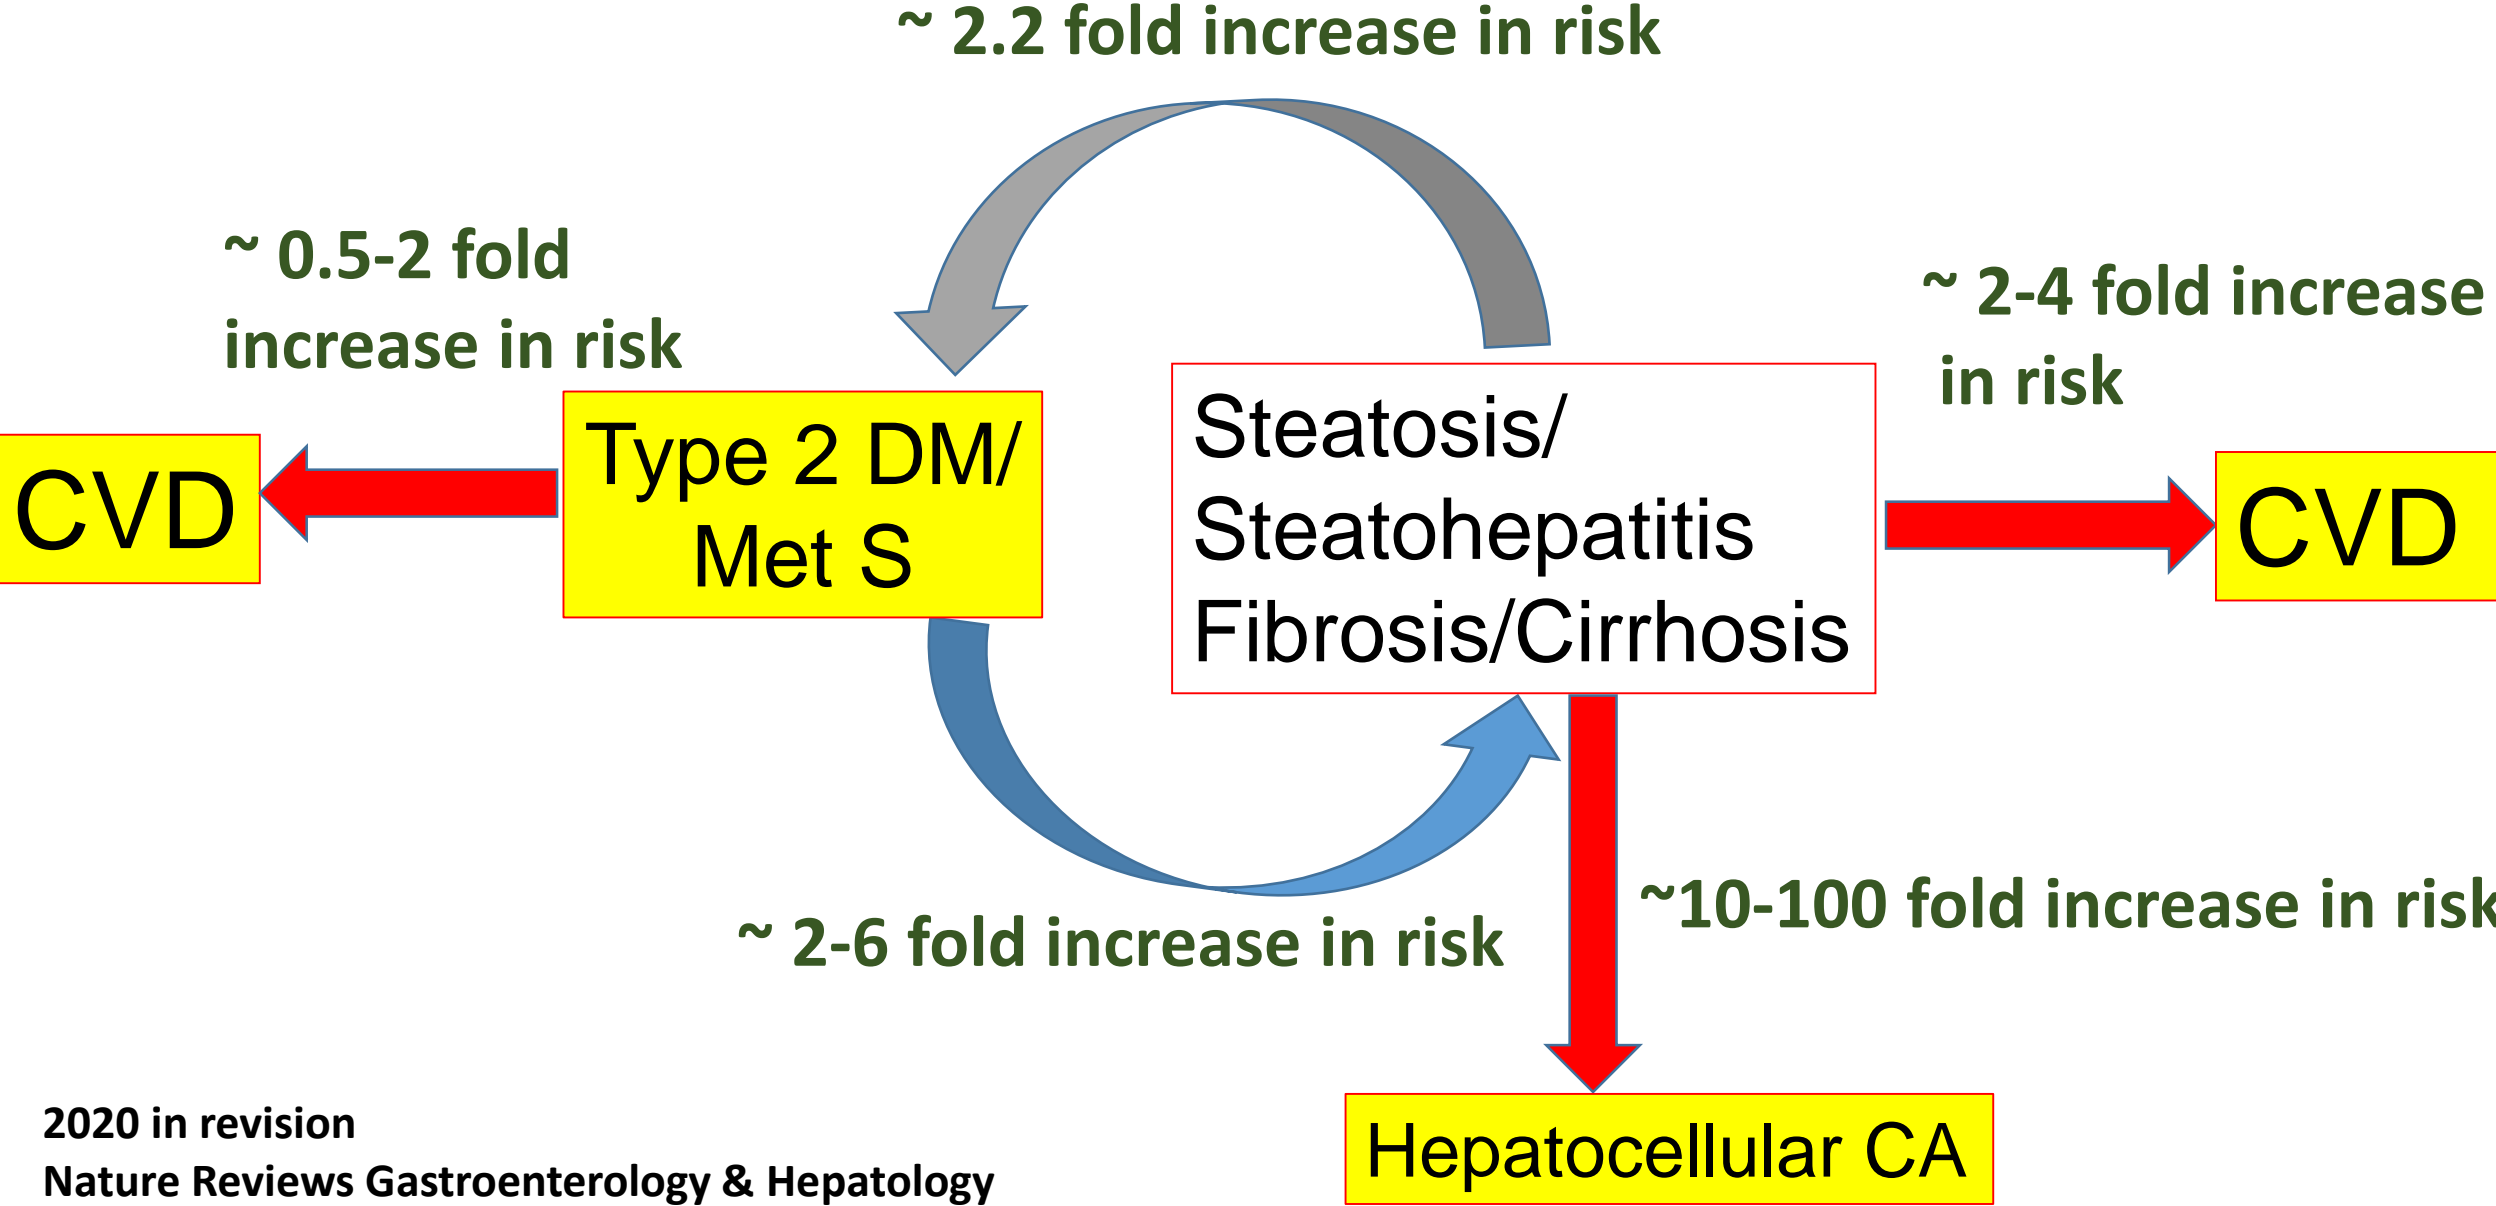 ~ 2.2 fold increase in risk
~ 0.5-2 fold
increase in risk
~ 2-4 fold increase
in risk
CVD
Type 2 DM/
Met S
Steatosis/
Steatohepatitis
Fibrosis/Cirrhosis
CVD
~ 2-6 fold increase in risk
~10-100 fold increase in risk
Hepatocellular CA
2020 in revision
Nature Reviews Gastroenterology & Hepatology